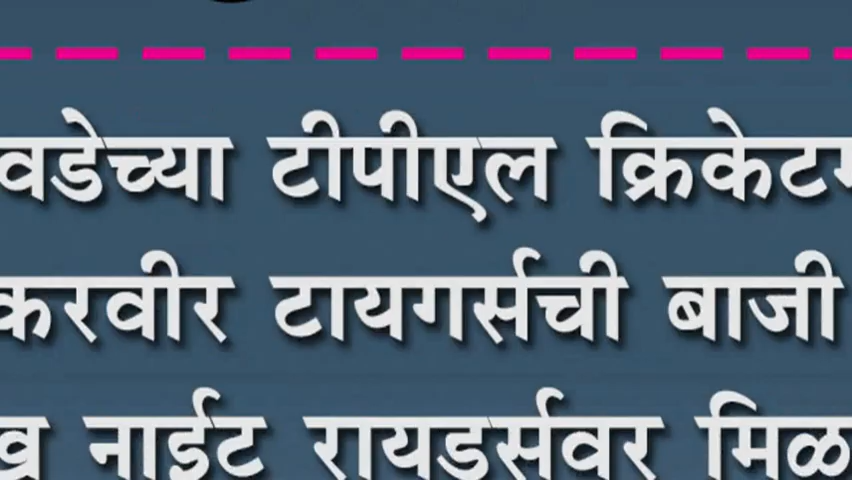 वडेच्या टीपीएल क्रिकेट
करवीर टायगर्सची बाजी
नाईट रायडर्सवर मिळ